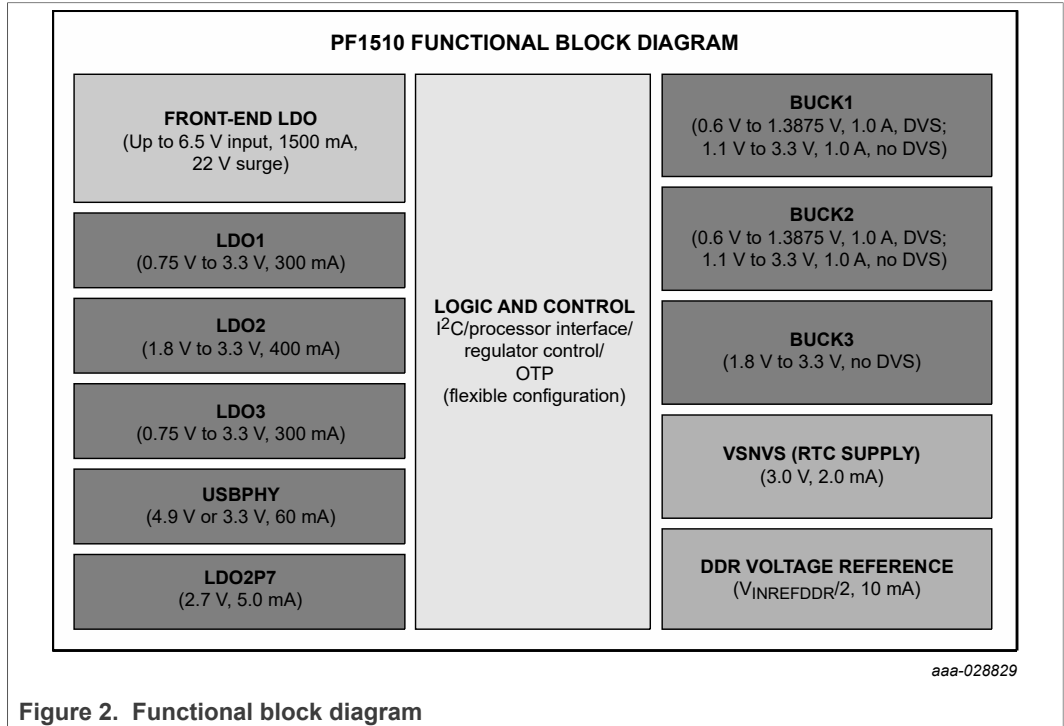 PF1510 FUNCTIONAL BLOCK DIAGRAM
FRONT-END LDO
(Up to 6.5 V input, 1500 mA,
22 V surge)
LDO1
(0.75 V to 3.3 V, 300 mA)
LDO2
(1.8 V to 3.3 V, 400 mA)
LDO3
(0.75 V to 3.3 V, 300 mA)
USBPHY
(4.9 V or 3.3 V, 60 mA)
LDO2P7
(2.7 V, 5.0 mA)
LOGIC AND CONTROL
I2C/processor interface/
regulator control/
OTP
(flexible configuration)
BUCK1
(0.6 V to 1.3875 V, 1.0 A, DVS;
1.1 V to 3.3 V, 1.0 A, no DVS)
BUCK2
(0.6 V to 1.3875 V, 1.0 A, DVS;
1.1 V to 3.3 V, 1.0 A, no DVS)
BUCK3
(1.8 V to 3.3 V, no DVS)
VSNVS (RTC SUPPLY)
(3.0 V, 2.0 mA)
DDR VOLTAGE REFERENCE
(VINREFDDR/2, 10 mA)
aaa-028829
Figure 2. Functional block diagram